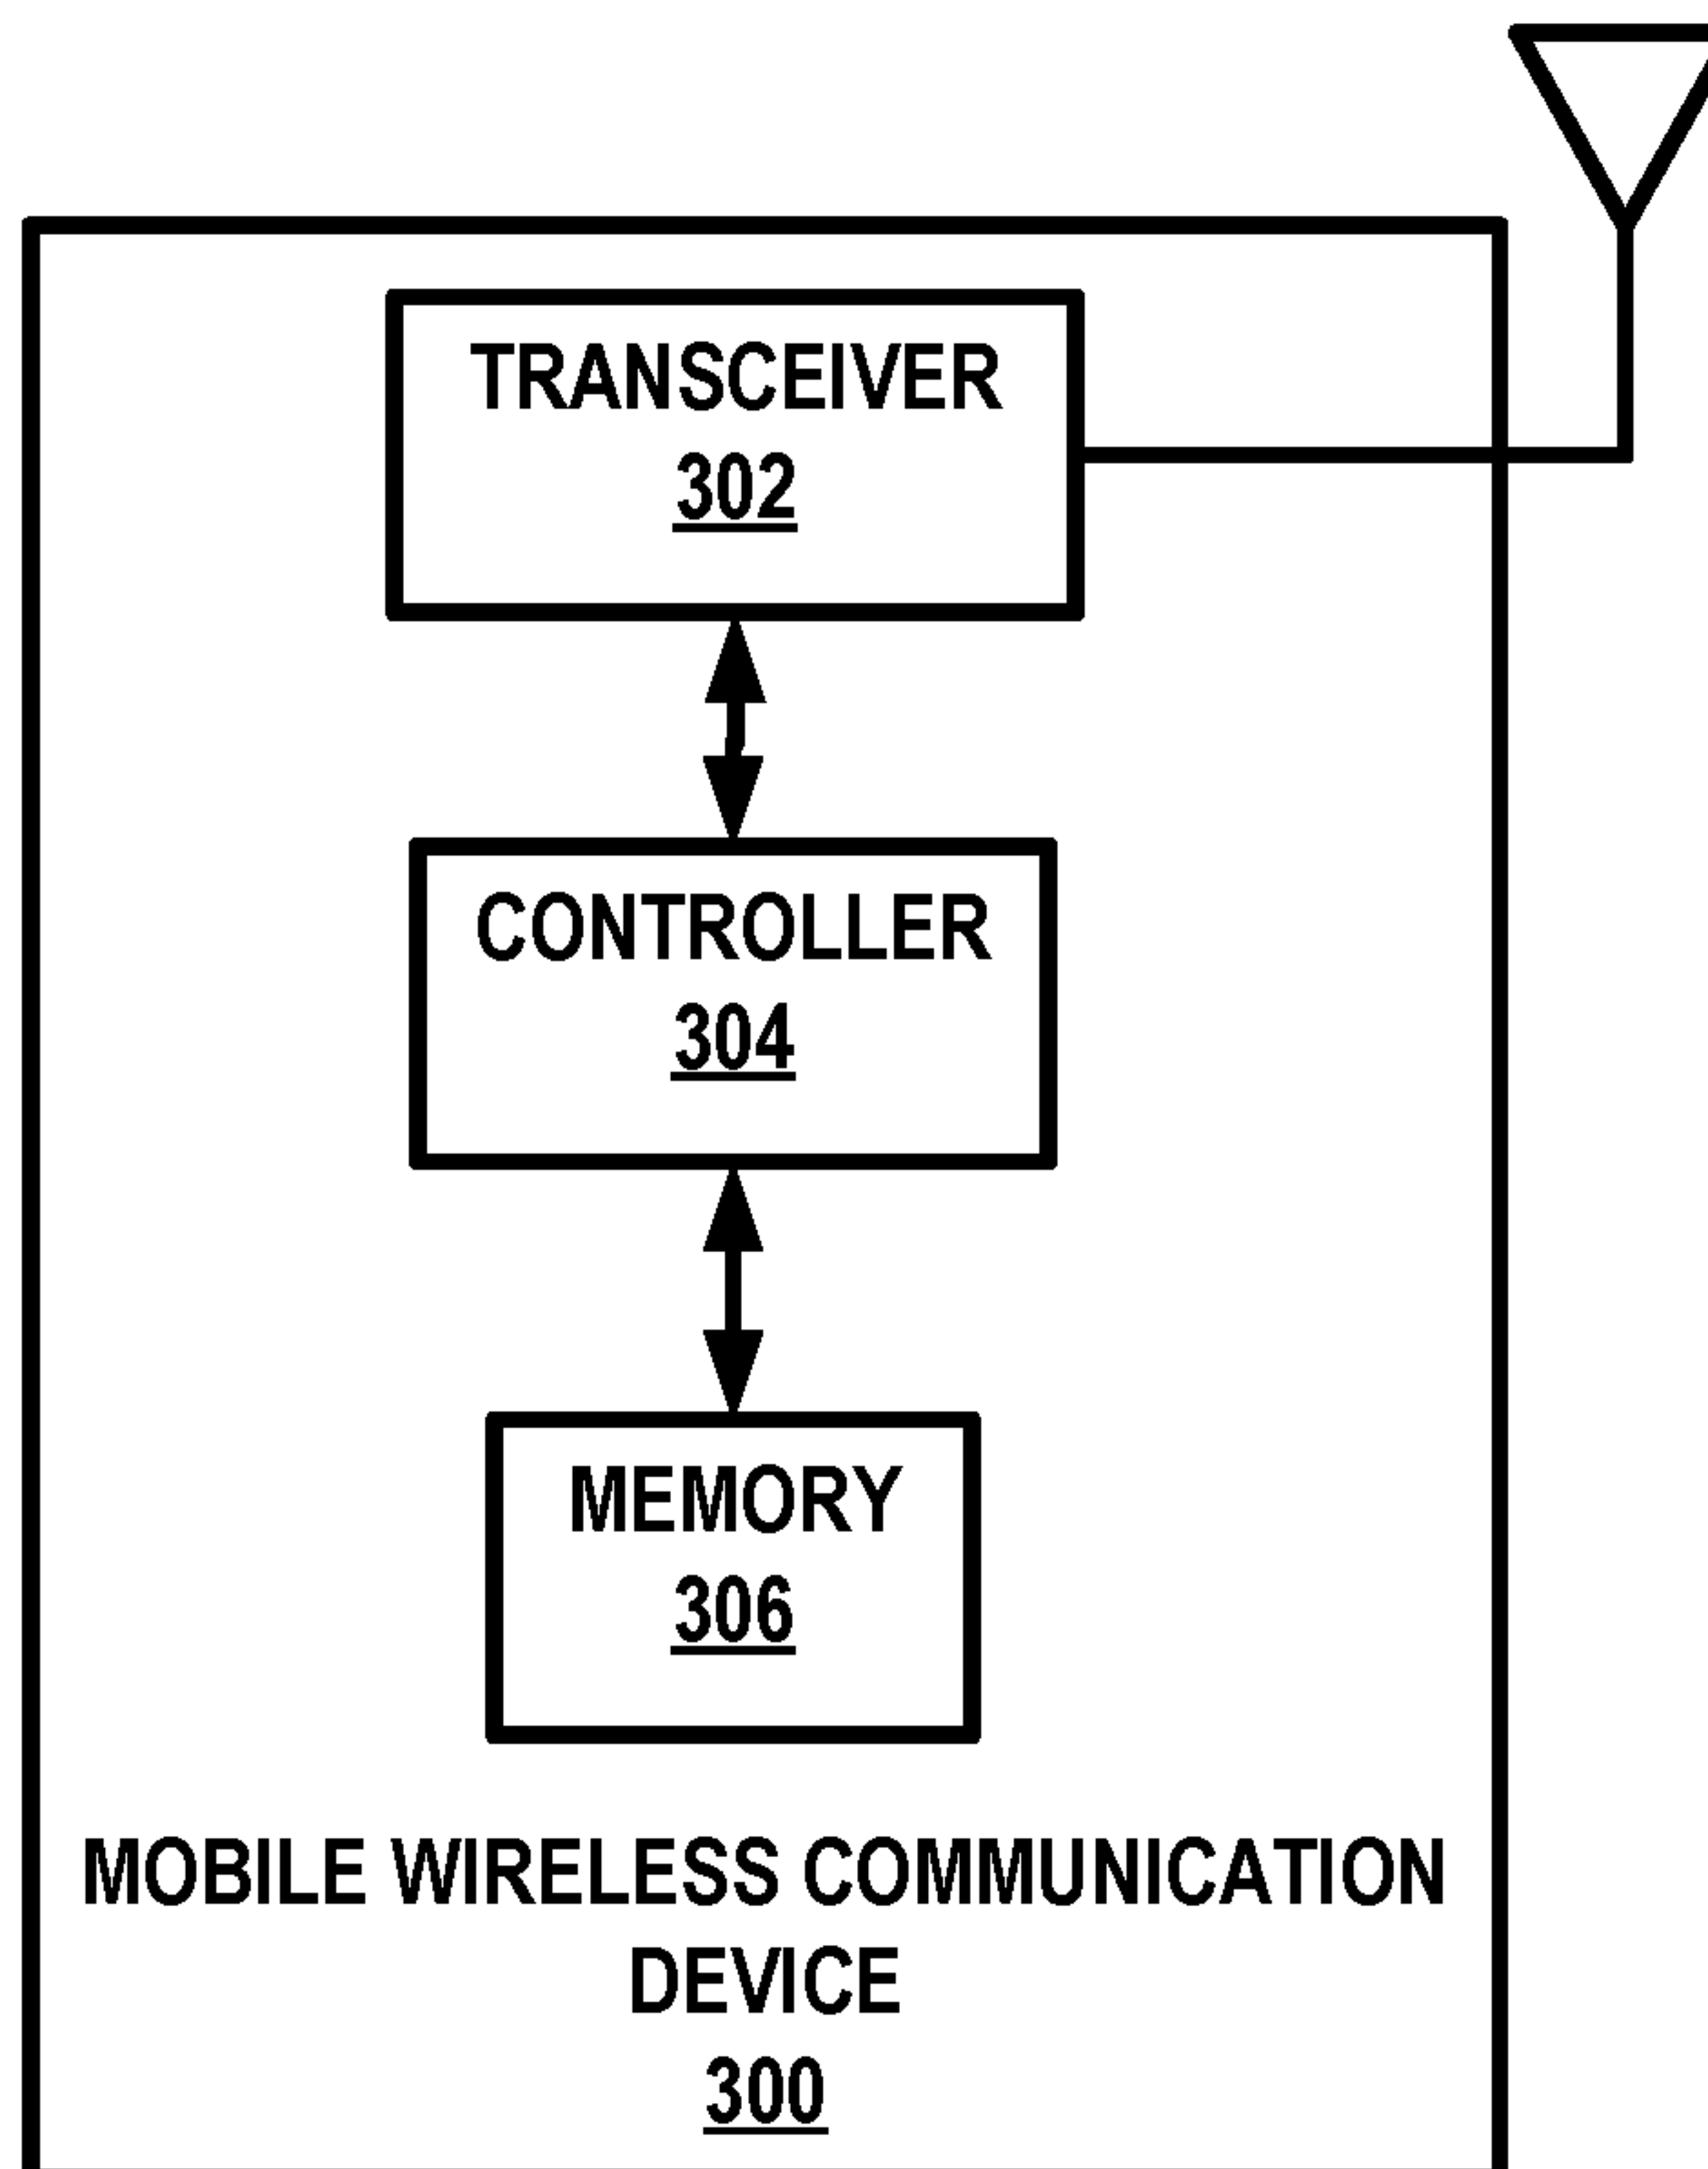 TRANSCEIVER
302
CONTROLLER
304
MEMORY
306
MOBILE WIRELESS COMMUNICATION
DEVICE
300